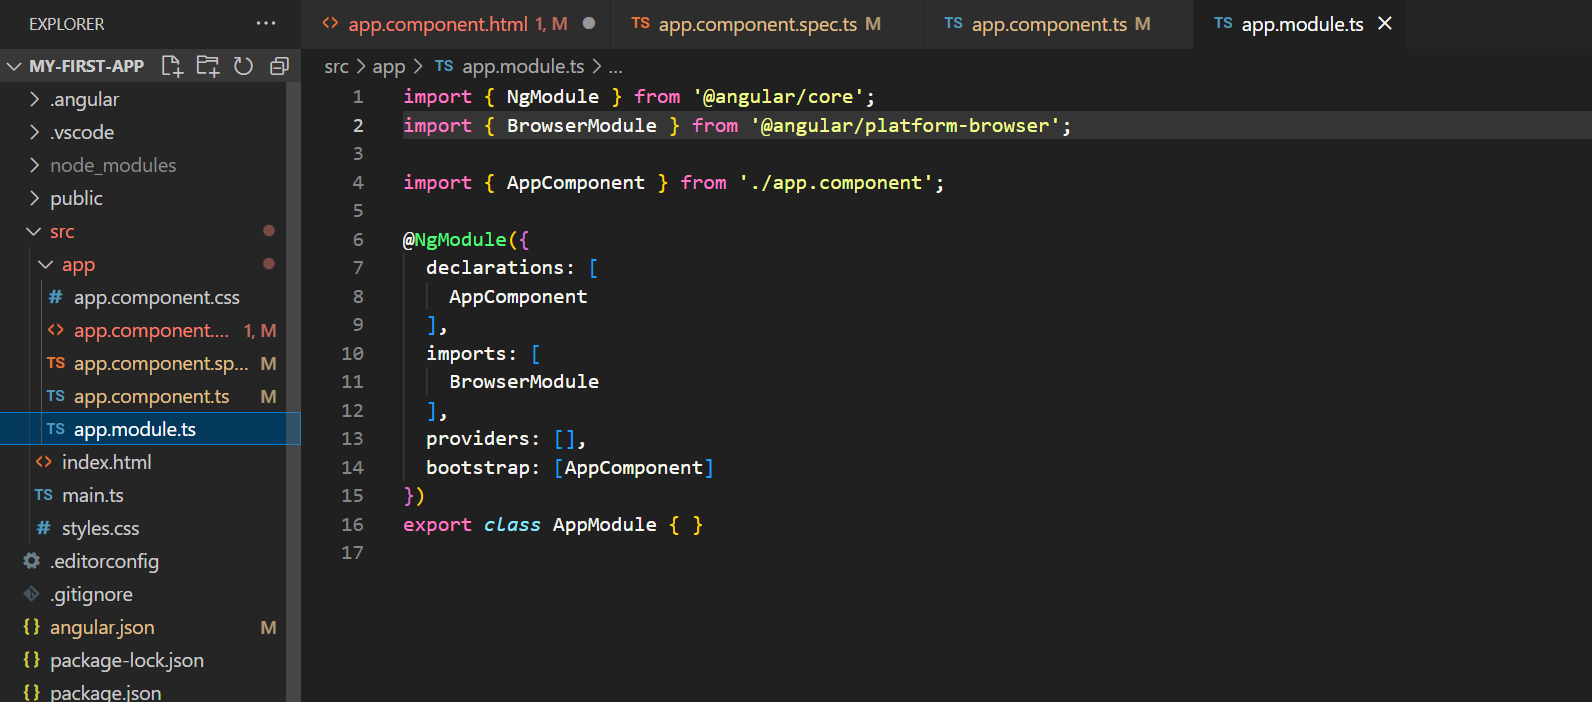 EXPLORER ···
MY-FIRST-APP
.angular
.vscode
node_modules
public
src
app
app.component.css
app.component.... 1, M
TS app.component.sp... M
TS app.component.ts M
TS app.module.ts
index.html
TS main.ts
# styles.css
.editorconfig
.gitignore
{} angular.json M
{} package-lock.json
{} package.json
<> app.component.html 1, M ●
TS app.component.spec.ts M
TS app.component.ts M
TS app.module.ts ×
src > app > TS app.module.ts > ...
1 import { NgModule } from '@angular/core';
2 import { BrowserModule } from '@angular/platform-browser';
3
4 import { AppComponent } from './app.component';
5
6 @NgModule({
7 declarations: [
8 AppComponent
9 ],
10 imports: [
11 BrowserModule
12 ],
13 providers: [],
14 bootstrap: [AppComponent]
15 })
16 export class AppModule { }
17